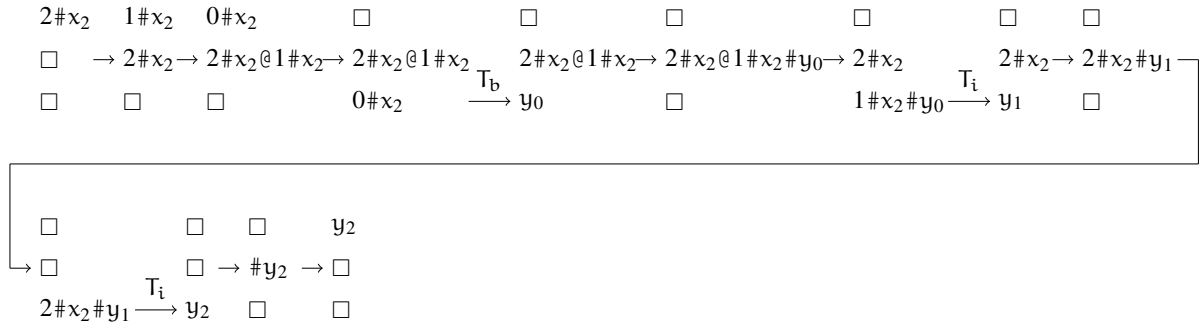 2#x₂ 1#x₂ 0#x₂ □ □ □ □ □ □
□ → 2#x₂ → 2#x₂@1#x₂ → 2#x₂@1#x₂ 2#x₂@1#x₂ → 2#x₂@1#x₂#y₀ → 2#x₂ 2#x₂ → 2#x₂#y₁
T_b T_i
□ □ □ 0#x₂ ⟶ y₀ □ 1#x₂#y₀ ⟶ y₁ □
□ □ □ y₂
→ □ □ → #y₂ → □
T_i
2#x₂#y₁ ⟶ y₂ □ □